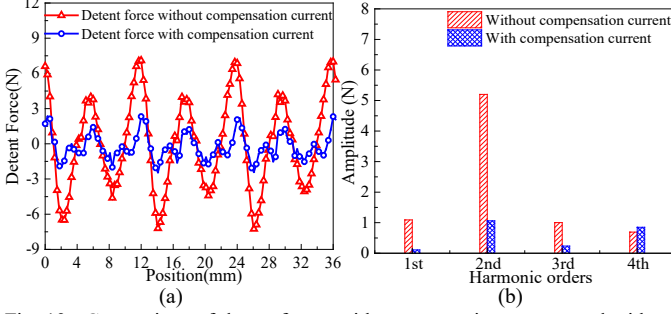 12
9
6
3
0
-3
-6
-9
Detent Force(N)
Detent force without compensation current
Detent force with compensation current
0 4 8 12 16 20 24 28 32 36
Position(mm)
(a)
8
7
6
5
4
3
2
1
0
Amplitude (N)
Without compensation current
With compensation current
1st 2nd 3rd 4th
Harmonic orders
(b)